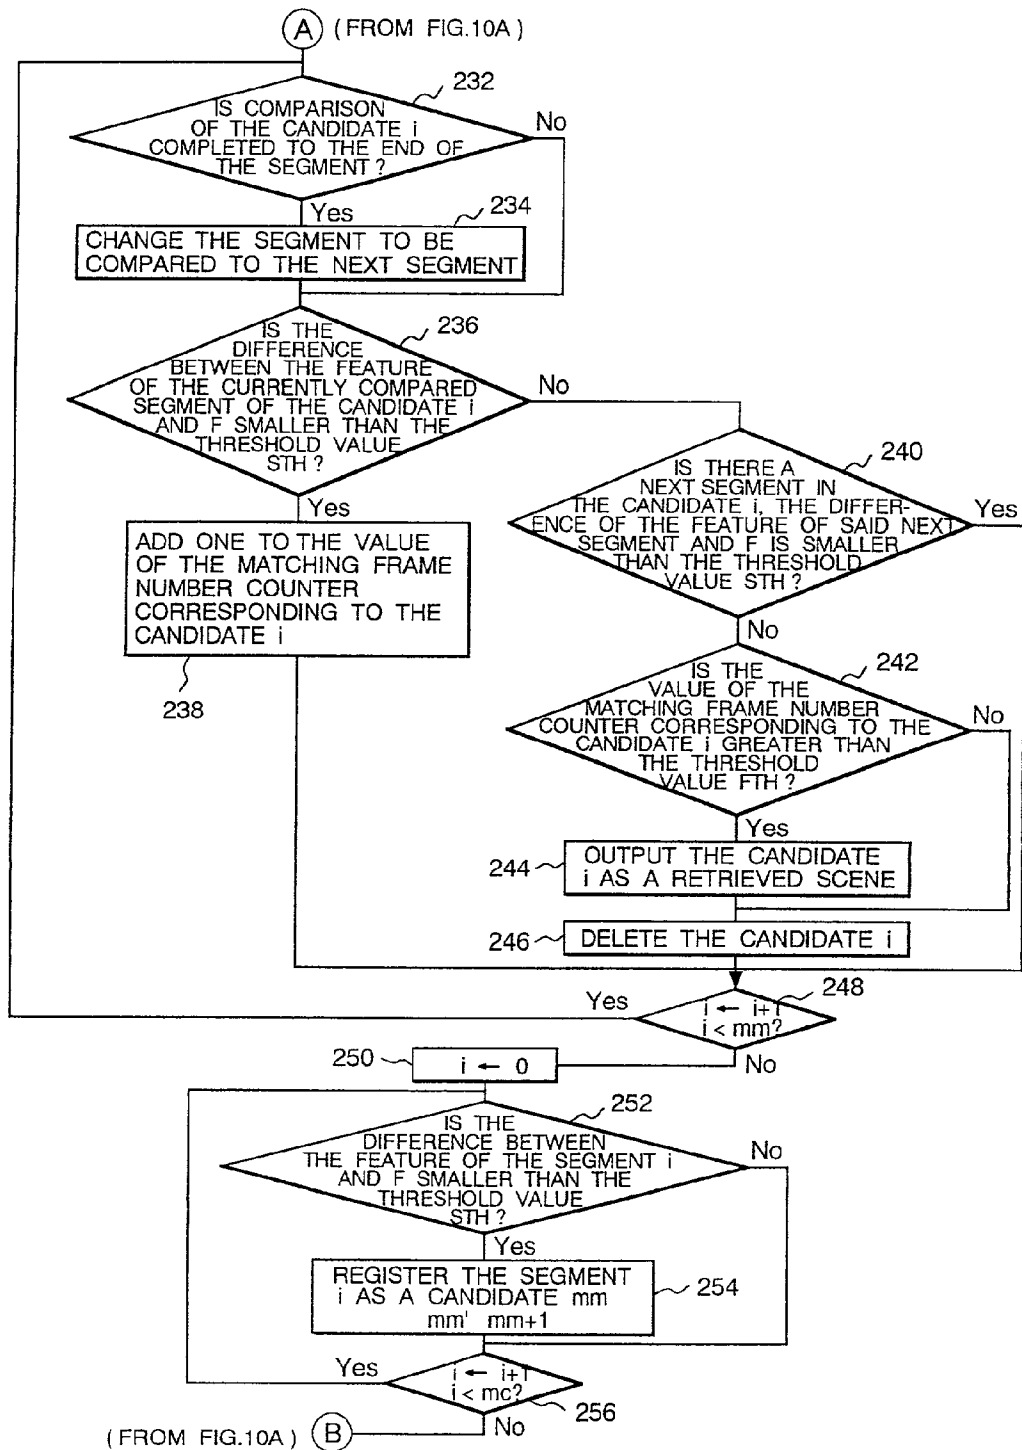 A (FROM FIG.10A)
232
IS COMPARISON
OF THE CANDIDATE i
COMPLETED TO THE END OF
THE SEGMENT?
No
Yes
234
CHANGE THE SEGMENT TO BE
COMPARED TO THE NEXT SEGMENT
236
IS THE
DIFFERENCE
BETWEEN THE FEATURE
OF THE CURRENTLY COMPARED
SEGMENT OF THE CANDIDATE i
AND F SMALLER THAN THE
THRESHOLD VALUE
STH?
No
Yes
ADD ONE TO THE VALUE
OF THE MATCHING FRAME
NUMBER COUNTER
CORRESPONDING TO THE
CANDIDATE i
238
240
IS THERE A
NEXT SEGMENT IN
THE CANDIDATE i, THE DIFFER-
ENCE OF THE FEATURE OF SAID NEXT
SEGMENT AND F IS SMALLER
THAN THE THRESHOLD
VALUE STH?
Yes
No
242
IS THE
VALUE OF THE
MATCHING FRAME NUMBER
COUNTER CORRESPONDING TO THE
CANDIDATE i GREATER THAN
THE THRESHOLD
VALUE FTH?
No
Yes
244
OUTPUT THE CANDIDATE
i AS A RETRIEVED SCENE
246
DELETE THE CANDIDATE i
248
Yes
i ← i+1
i < mm?
No
250
i ← 0
252
IS THE
DIFFERENCE BETWEEN
THE FEATURE OF THE SEGMENT i
AND F SMALLER THAN THE
THRESHOLD VALUE
STH?
No
Yes
REGISTER THE SEGMENT
i AS A CANDIDATE mm
mm' mm+1
254
Yes
i ← i+1
i < mc?
256
No
(FROM FIG.10A) B